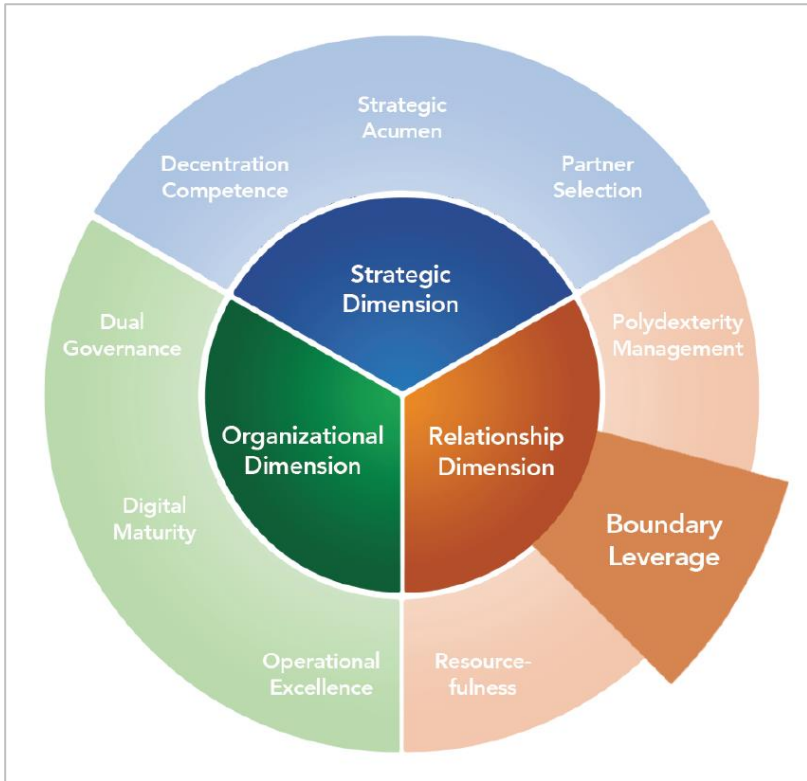 Strategic
Acumen
Decentration
Competence
Partner
Selection
Strategic
Dimension
Dual
Governance
Polydexterity
Management
Organizational
Dimension
Relationship
Dimension
Digital
Maturity
Boundary
Leverage
Operational
Excellence
Resource-
fulness